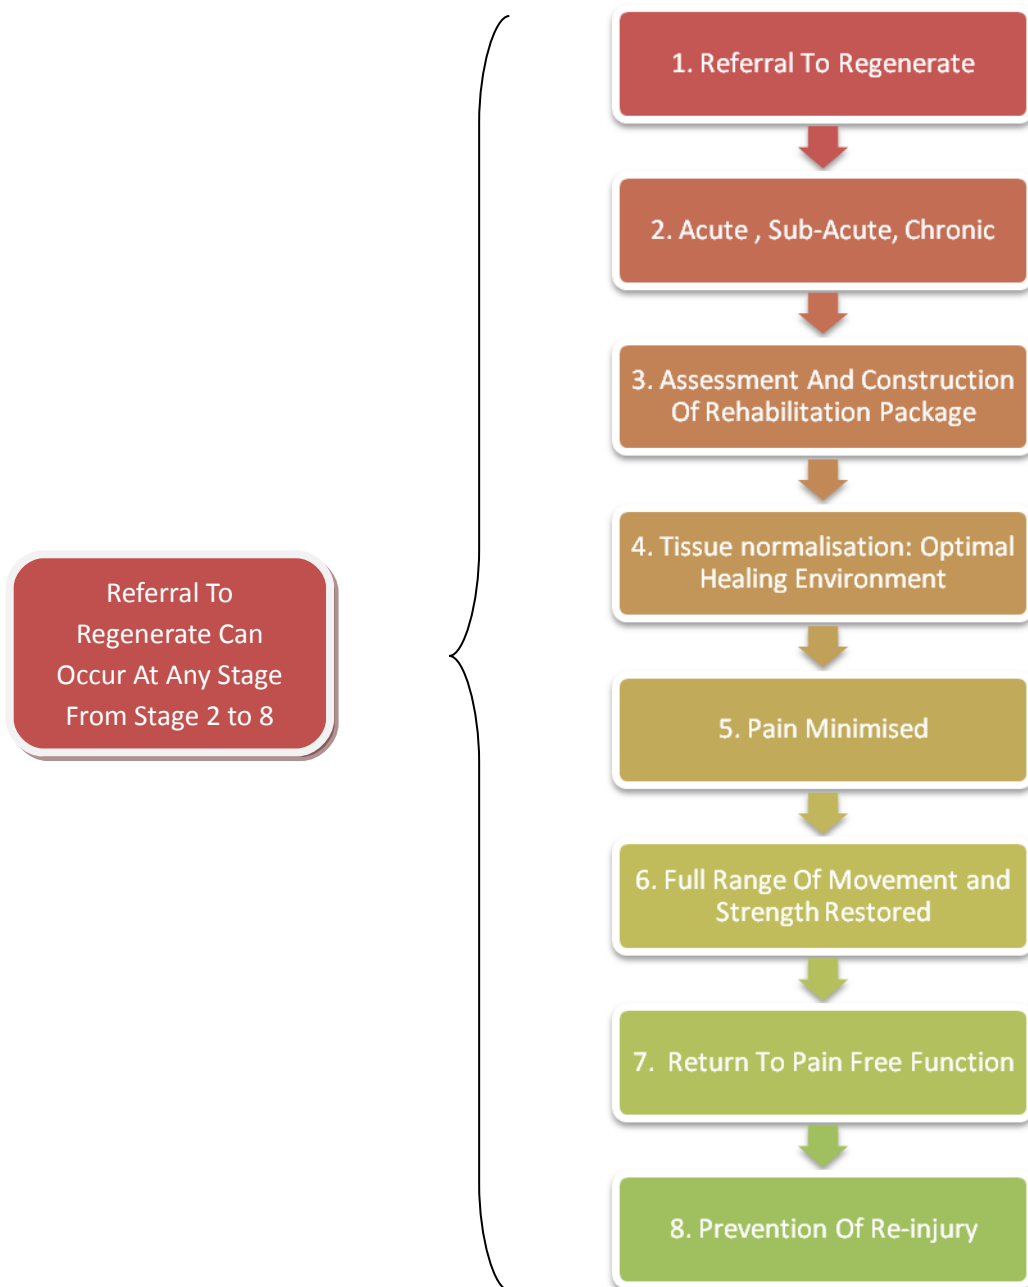 Referral To
Regenerate Can
Occur At Any Stage
From Stage 2 to 8
1. Referral To Regenerate
2. Acute , Sub-Acute, Chronic
3. Assessment And Construction
Of Rehabilitation Package
4. Tissue normalisation: Optimal
Healing Environment
5. Pain Minimised
6. Full Range Of Movement and
Strength Restored
7. Return To Pain Free Function
8. Prevention Of Re-injury